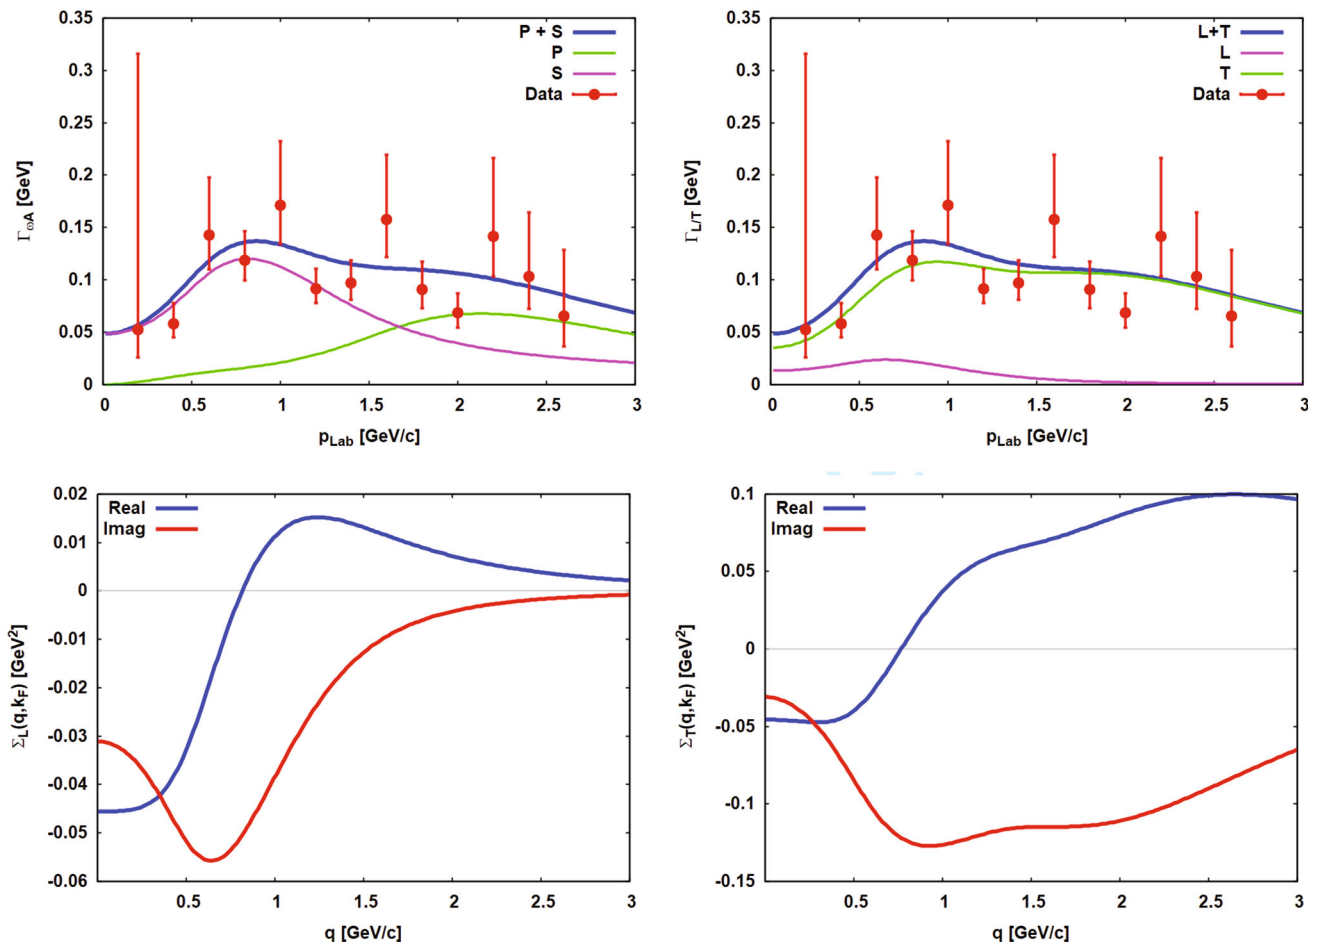 0.35
0.3
0.25
0.2
0.15
0.1
0.05
0
0
0.5
1
1.5
2
2.5
3
Γ_ωA [GeV]
p_Lab [GeV/c]
P + S
P
S
Data
0.35
0.3
0.25
0.2
0.15
0.1
0.05
0
0
0.5
1
1.5
2
2.5
3
Γ_L/T [GeV]
p_Lab [GeV/c]
L+T
L
T
Data
0.02
0.01
0
-0.01
-0.02
-0.03
-0.04
-0.05
-0.06
0.5
1
1.5
2
2.5
3
Σ_L(q,k_F) [GeV²]
q [GeV/c]
Real
Imag
0.1
0.05
0
-0.05
-0.1
-0.15
0.5
1
1.5
2
2.5
3
Σ_T(q,k_F) [GeV²]
q [GeV/c]
Real
Imag